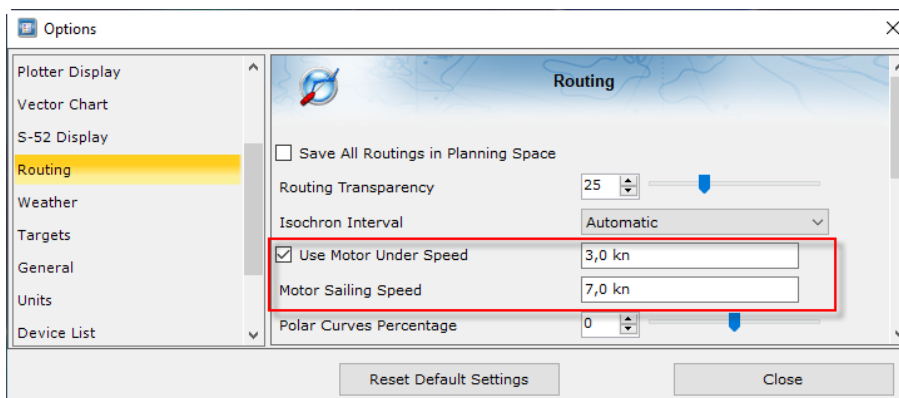 Options
Plotter Display
Vector Chart
S-52 Display
Routing
Weather
Targets
General
Units
Device List
Routing
Save All Routings in Planning Space
Routing Transparency 25
Isochron Interval Automatic
Use Motor Under Speed 3,0 kn
Motor Sailing Speed 7,0 kn
Polar Curves Percentage 0
Reset Default Settings Close